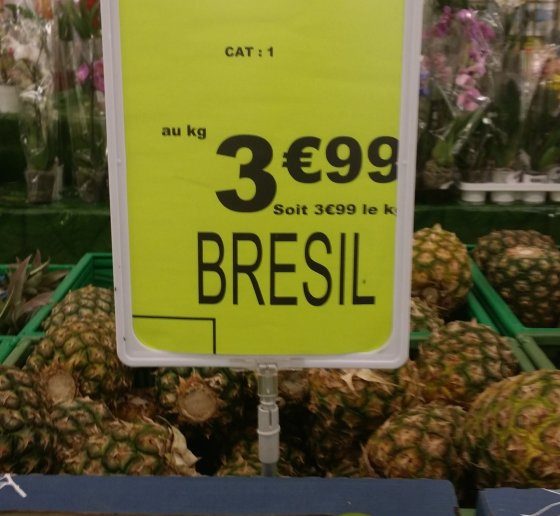 CAT : 1
au kg
3€99
Soit 3€99 le k
BRESIL